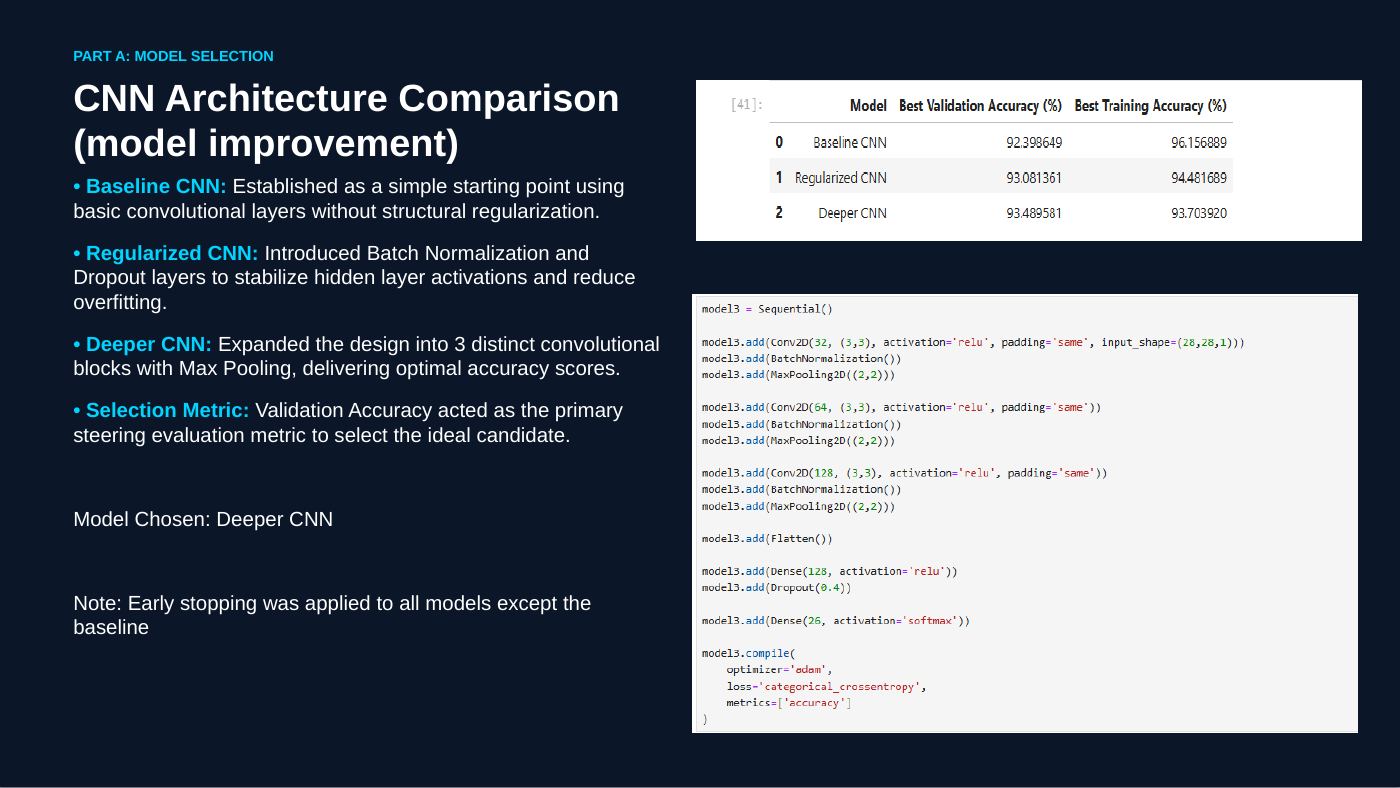 PART A: MODEL SELECTION
CNN Architecture Comparison
(model improvement)
• Baseline CNN: Established as a simple starting point using
basic convolutional layers without structural regularization.
• Regularized CNN: Introduced Batch Normalization and
Dropout layers to stabilize hidden layer activations and reduce
overfitting.
• Deeper CNN: Expanded the design into 3 distinct convolutional
blocks with Max Pooling, delivering optimal accuracy scores.
• Selection Metric: Validation Accuracy acted as the primary
steering evaluation metric to select the ideal candidate.
Model Chosen: Deeper CNN
Note: Early stopping was applied to all models except the
baseline
[41]: Model Best Validation Accuracy (%) Best Training Accuracy (%)
0 Baseline CNN 92.398649 96.156889
1 Regularized CNN 93.081361 94.481689
2 Deeper CNN 93.489581 93.703920
model3 = Sequential()
model3.add(Conv2D(32, (3,3), activation='relu', padding='same', input_shape=(28,28,1)))
model3.add(BatchNormalization())
model3.add(MaxPooling2D((2,2)))
model3.add(Conv2D(64, (3,3), activation='relu', padding='same'))
model3.add(BatchNormalization())
model3.add(MaxPooling2D((2,2)))
model3.add(Conv2D(128, (3,3), activation='relu', padding='same'))
model3.add(BatchNormalization())
model3.add(MaxPooling2D((2,2)))
model3.add(Flatten())
model3.add(Dense(128, activation='relu'))
model3.add(Dropout(0.4))
model3.add(Dense(26, activation='softmax'))
model3.compile(
    optimizer='adam',
    loss='categorical_crossentropy',
    metrics=['accuracy']
)